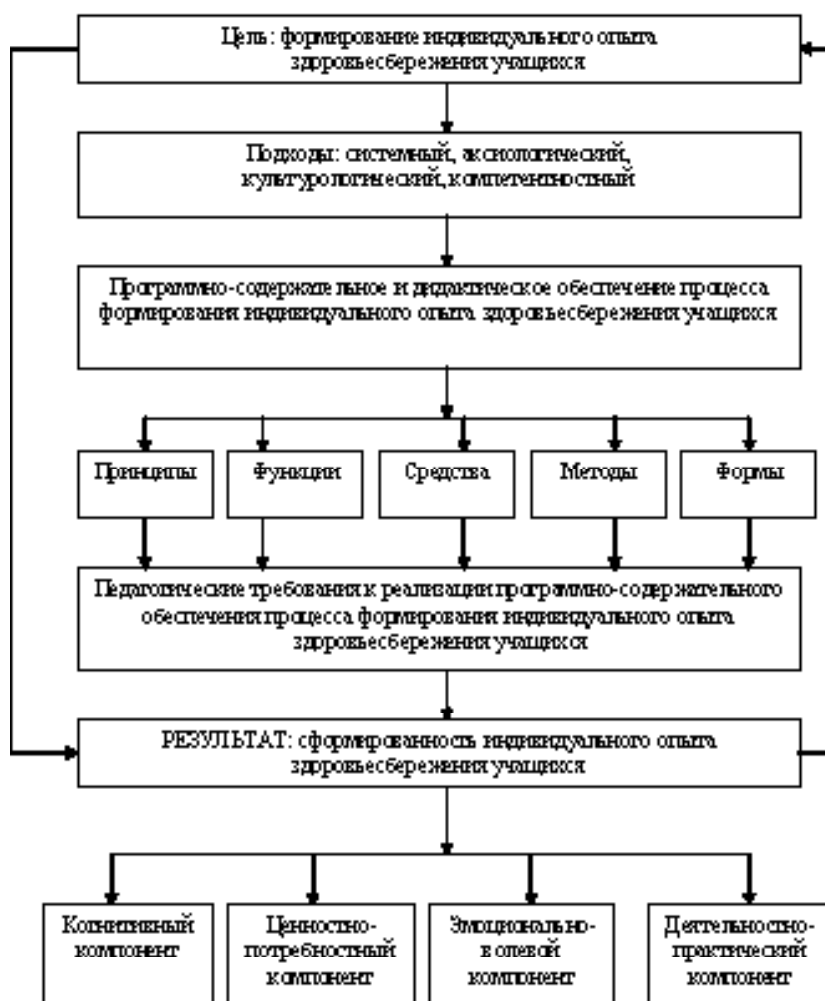 Цель: формирование индивидуального опыта
здоровьесбережения учащихся
Подходы: системный, аксиологический,
культурологический, компетентностный
Программно-содержательное и дидактическое обеспечение процесса
формирования индивидуального опыта здоровьесбережения учащихся
Принципы
Функции
Средства
Методы
Формы
Педагогические требования к реализации программно-содержательного
обеспечения процесса формирования индивидуального опыта
здоровьесбережения учащихся
РЕЗУЛЬТАТ: сформированность индивидуального опыта
здоровьесбережения учащихся
Когнитивный
компонент
Ценностно-
потребностный
компонент
Эмоционально-
волевой
компонент
Деятельностно-
практический
компонент